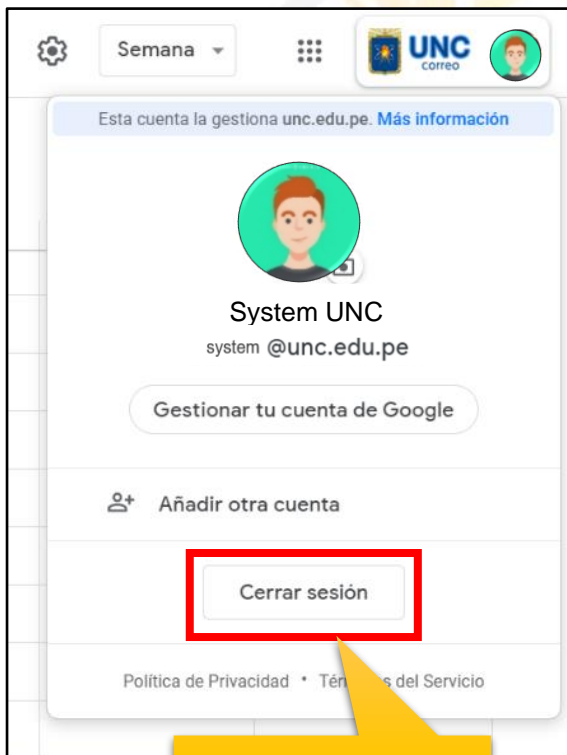 Semana
UNC
correo
Esta cuenta la gestiona unc.edu.pe. Más información
System UNC
system @unc.edu.pe
Gestionar tu cuenta de Google
Añadir otra cuenta
Cerrar sesión
Política de Privacidad • del Servicio